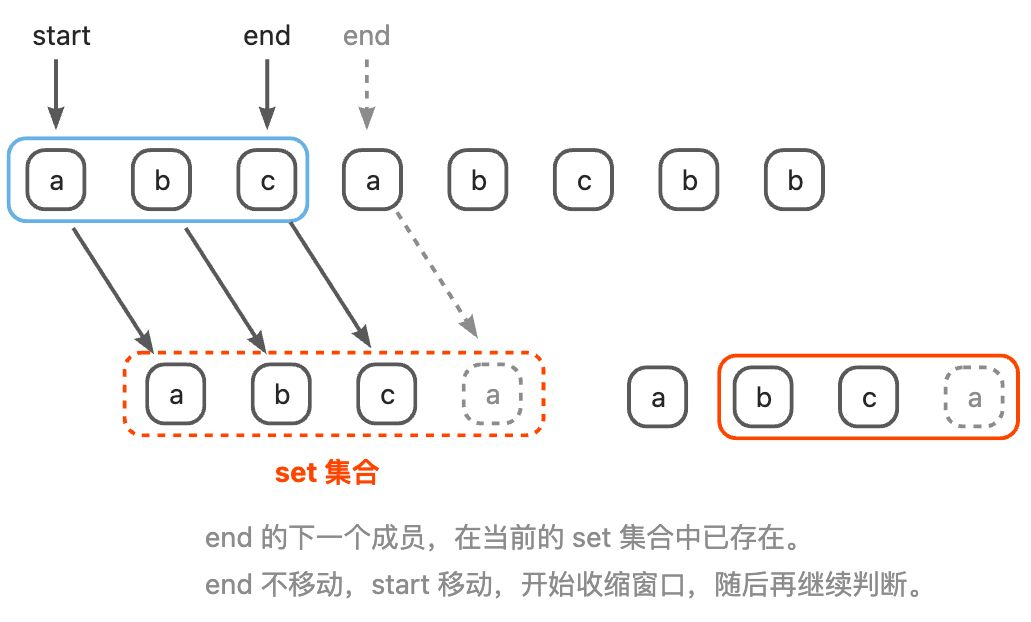 start end end
a b c a b c b b
a b c a a b c a
set 集合
end 的下一个成员，在当前的 set 集合中已存在。
end 不移动，start 移动，开始收缩窗口，随后再继续判断。